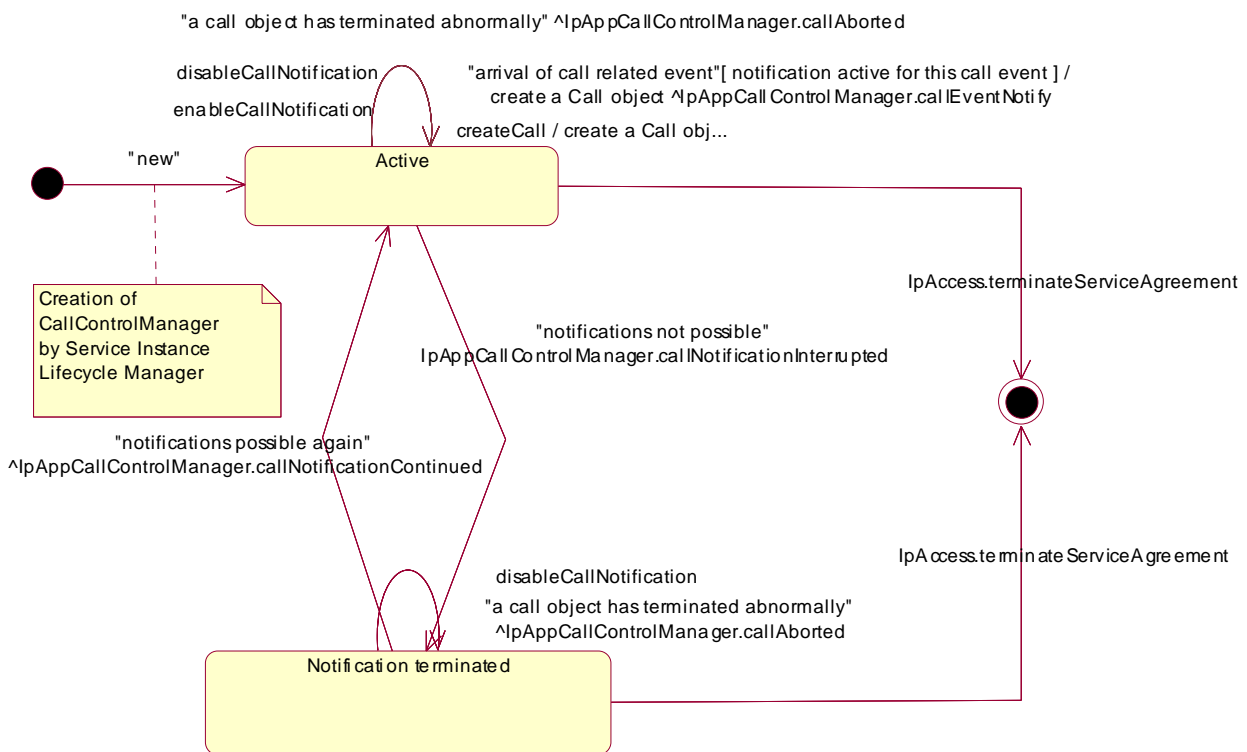 "a call object has terminated abnormally" ^IpAppCallControlManager.callAborted
disableCallNotification
enableCallNotification
"arrival of call related event"[ notification active for this call event ] /
create a Call object ^IpAppCallControlManager.callEventNotify
createCall / create a Call obj...
"new"
Active
IpAccess.terminateServiceAgreement
Creation of
CallControlManager
by Service Instance
Lifecycle Manager
"notifications not possible"
IpAppCallControlManager.callNotificationInterrupted
"notifications possible again"
^IpAppCallControlManager.callNotificationContinued
IpAccess.terminateServiceAgreement
disableCallNotification
"a call object has terminated abnormally"
^IpAppCallControlManager.callAborted
Notification terminated